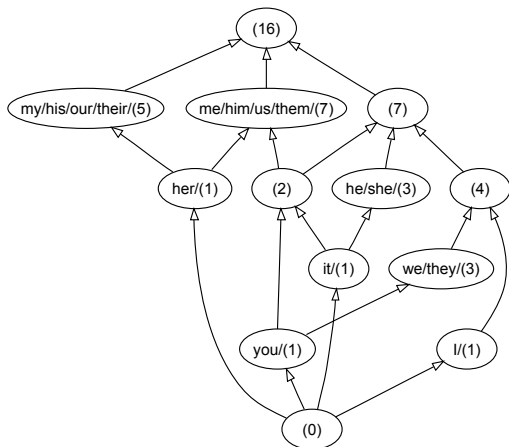 (16)
my/his/our/their/(5)
me/him/us/them/(7)
(7)
her/(1)
(2)
he/she/(3)
(4)
it/(1)
we/they/(3)
you/(1)
I/(1)
(0)